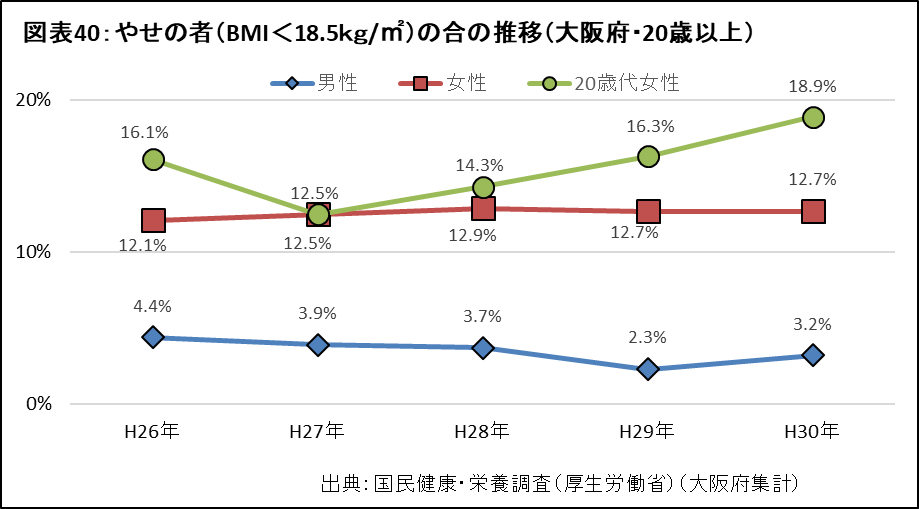 図表40：やせの者（BMI＜18.5kg/㎡）の合の推移（大阪府・20歳以上）
男性 女性 20歳代女性
20%
10%
0%
16.1% 12.5% 14.3% 16.3% 18.9%
12.1% 12.5% 12.9% 12.7% 12.7%
4.4% 3.9% 3.7% 2.3% 3.2%
H26年 H27年 H28年 H29年 H30年
出典：国民健康・栄養調査（厚生労働省）（大阪府集計）